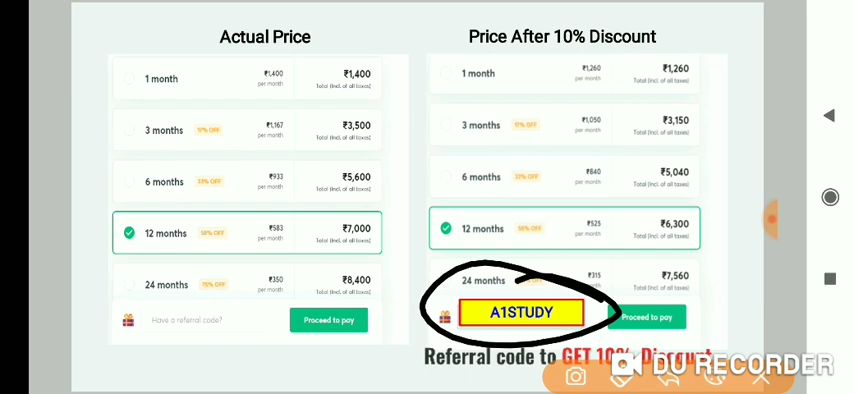 Actual Price
1 month ₹1,400 per month ₹1,400 Total (Incl. of all taxes)
3 months 17% OFF ₹1,167 per month ₹3,500 Total (Incl. of all taxes)
6 months 33% OFF ₹933 per month ₹5,600 Total (Incl. of all taxes)
12 months 58% OFF ₹583 per month ₹7,000 Total (Incl. of all taxes)
24 months 75% OFF ₹350 per month ₹8,400 Total (Incl. of all taxes)
Have a referral code? Proceed to pay
Price After 10% Discount
1 month ₹1,260 per month ₹1,260 Total (Incl. of all taxes)
3 months 17% OFF ₹1,050 per month ₹3,150 Total (Incl. of all taxes)
6 months 33% OFF ₹840 per month ₹5,040 Total (Incl. of all taxes)
12 months 58% OFF ₹525 per month ₹6,300 Total (Incl. of all taxes)
24 months OFF ₹315 per month ₹7,560 Total (Incl. of all taxes)
A1STUDY Proceed to pay
Referral code to GET 10% Discount
DU RECORDER